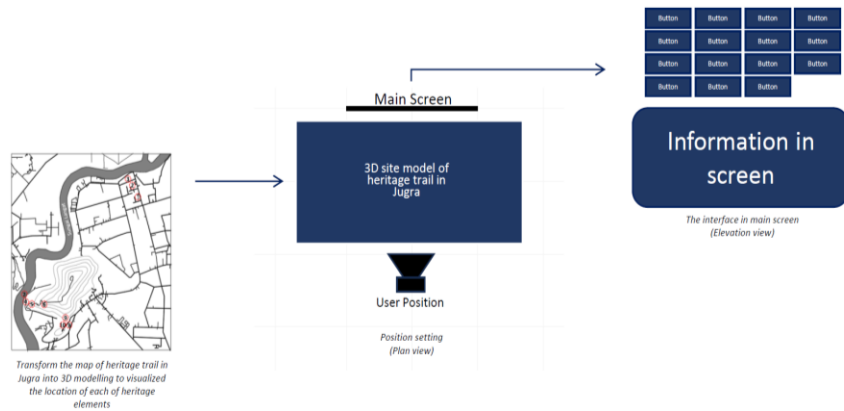 Button Button Button Button
Button Button Button Button
Button Button Button Button
Button Button Button
Main Screen
Information in
screen
3D site model of
heritage trail in
Jugra
The interface in main screen
(Elevation view)
User Position
Position setting
(Plan view)
Transform the map of heritage trail in
Jugra into 3D modelling to visualized
the location of each of heritage
elements